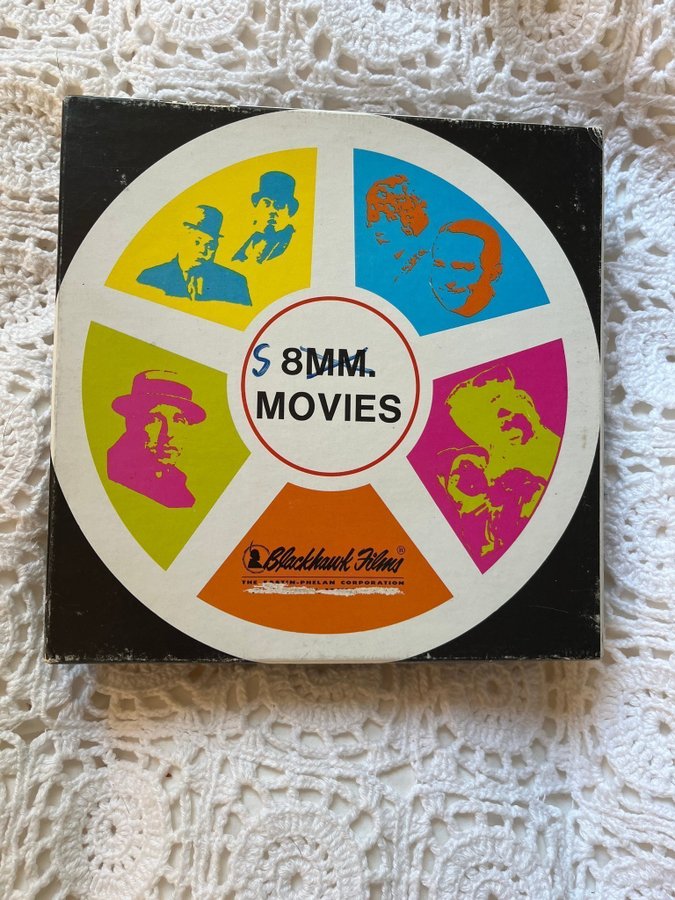 S 8MM.
MOVIES
Blackhawk Films®
THE EASTIN-PHELAN CORPORATION